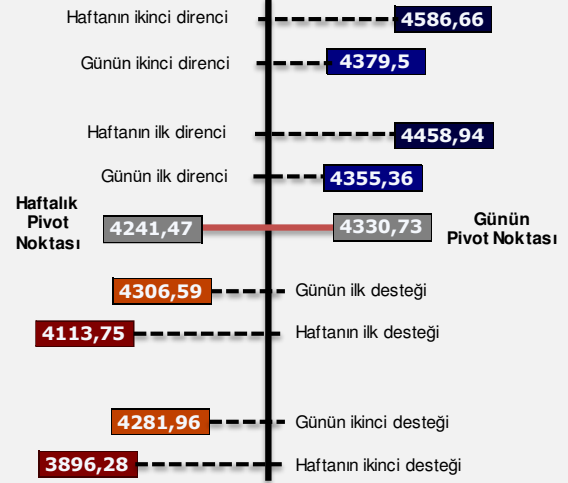 Haftanın ikinci direnci 4586,66
Günün ikinci direnci 4379,5
Haftanın ilk direnci 4458,94
Günün ilk direnci 4355,36
Haftalık
Pivot
Noktası
4241,47
4330,73
Günün
Pivot Noktası
4306,59 Günün ilk desteği
4113,75 Haftanın ilk desteği
4281,96 Günün ikinci desteği
3896,28 Haftanın ikinci desteği